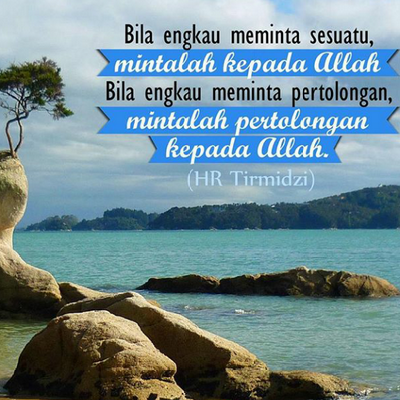 Bila engkau meminta sesuatu,
mintalah kepada Allah
Bila engkau meminta pertolongan,
mintalah pertolongan
kepada Allah.
(HR Tirmidzi)